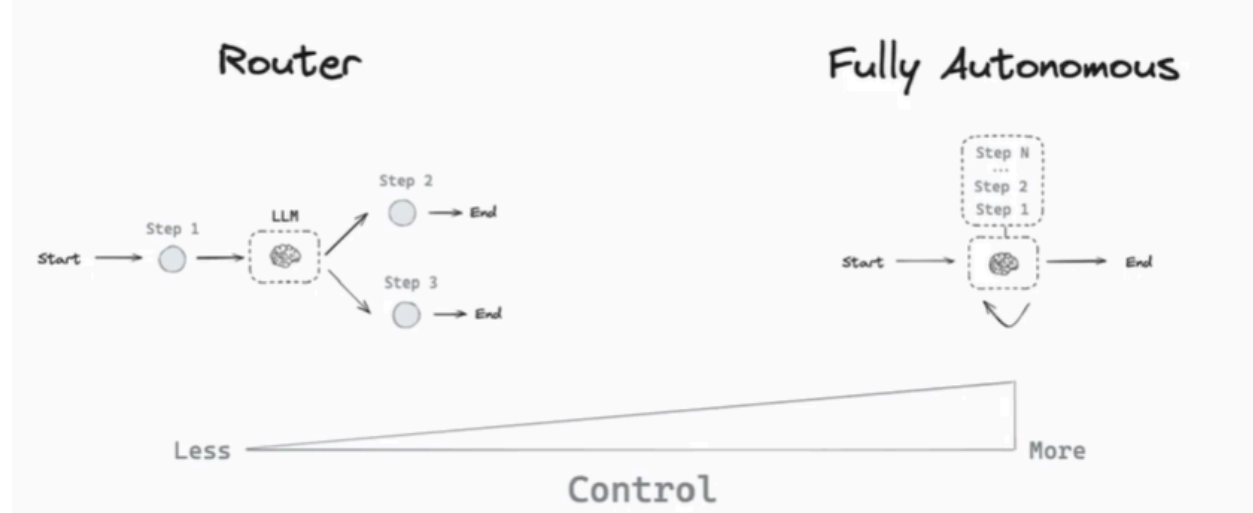 Router
Start
Step 1
LLM
Step 2
End
Step 3
End
Fully Autonomous
Step N
...
Step 2
Step 1
Start
End
Less
More
Control